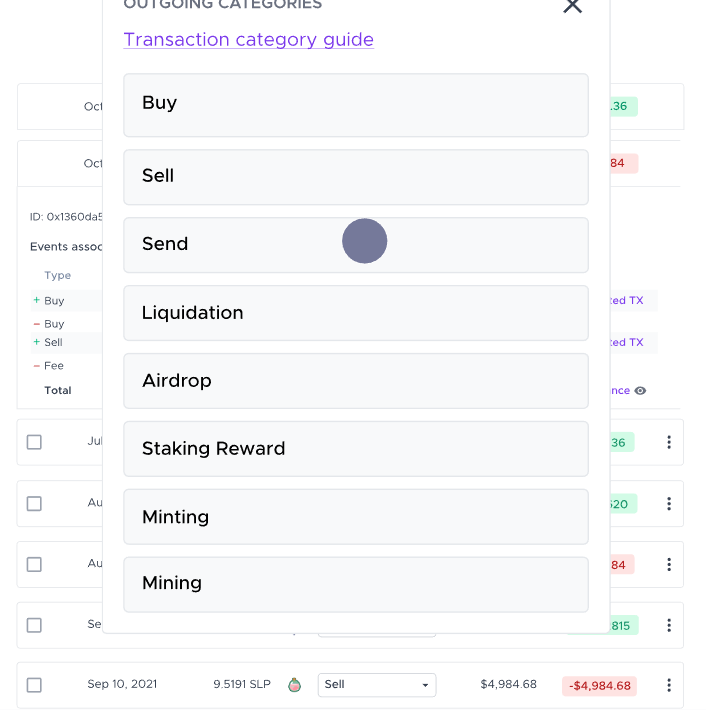 OUTGOING CATEGORIES
Transaction category guide
Buy
Sell
Send
Liquidation
Airdrop
Staking Reward
Minting
Mining
Oct
.36
Oct
84
ID: 0x1360da5
Events assoc
Type
+ Buy
ted TX
– Buy
+ Sell
ted TX
– Fee
Total
nce
Jul
36
Au
520
Au
84
Se
815
Sep 10, 2021 9.5191 SLP Sell $4,984.68 -$4,984.68